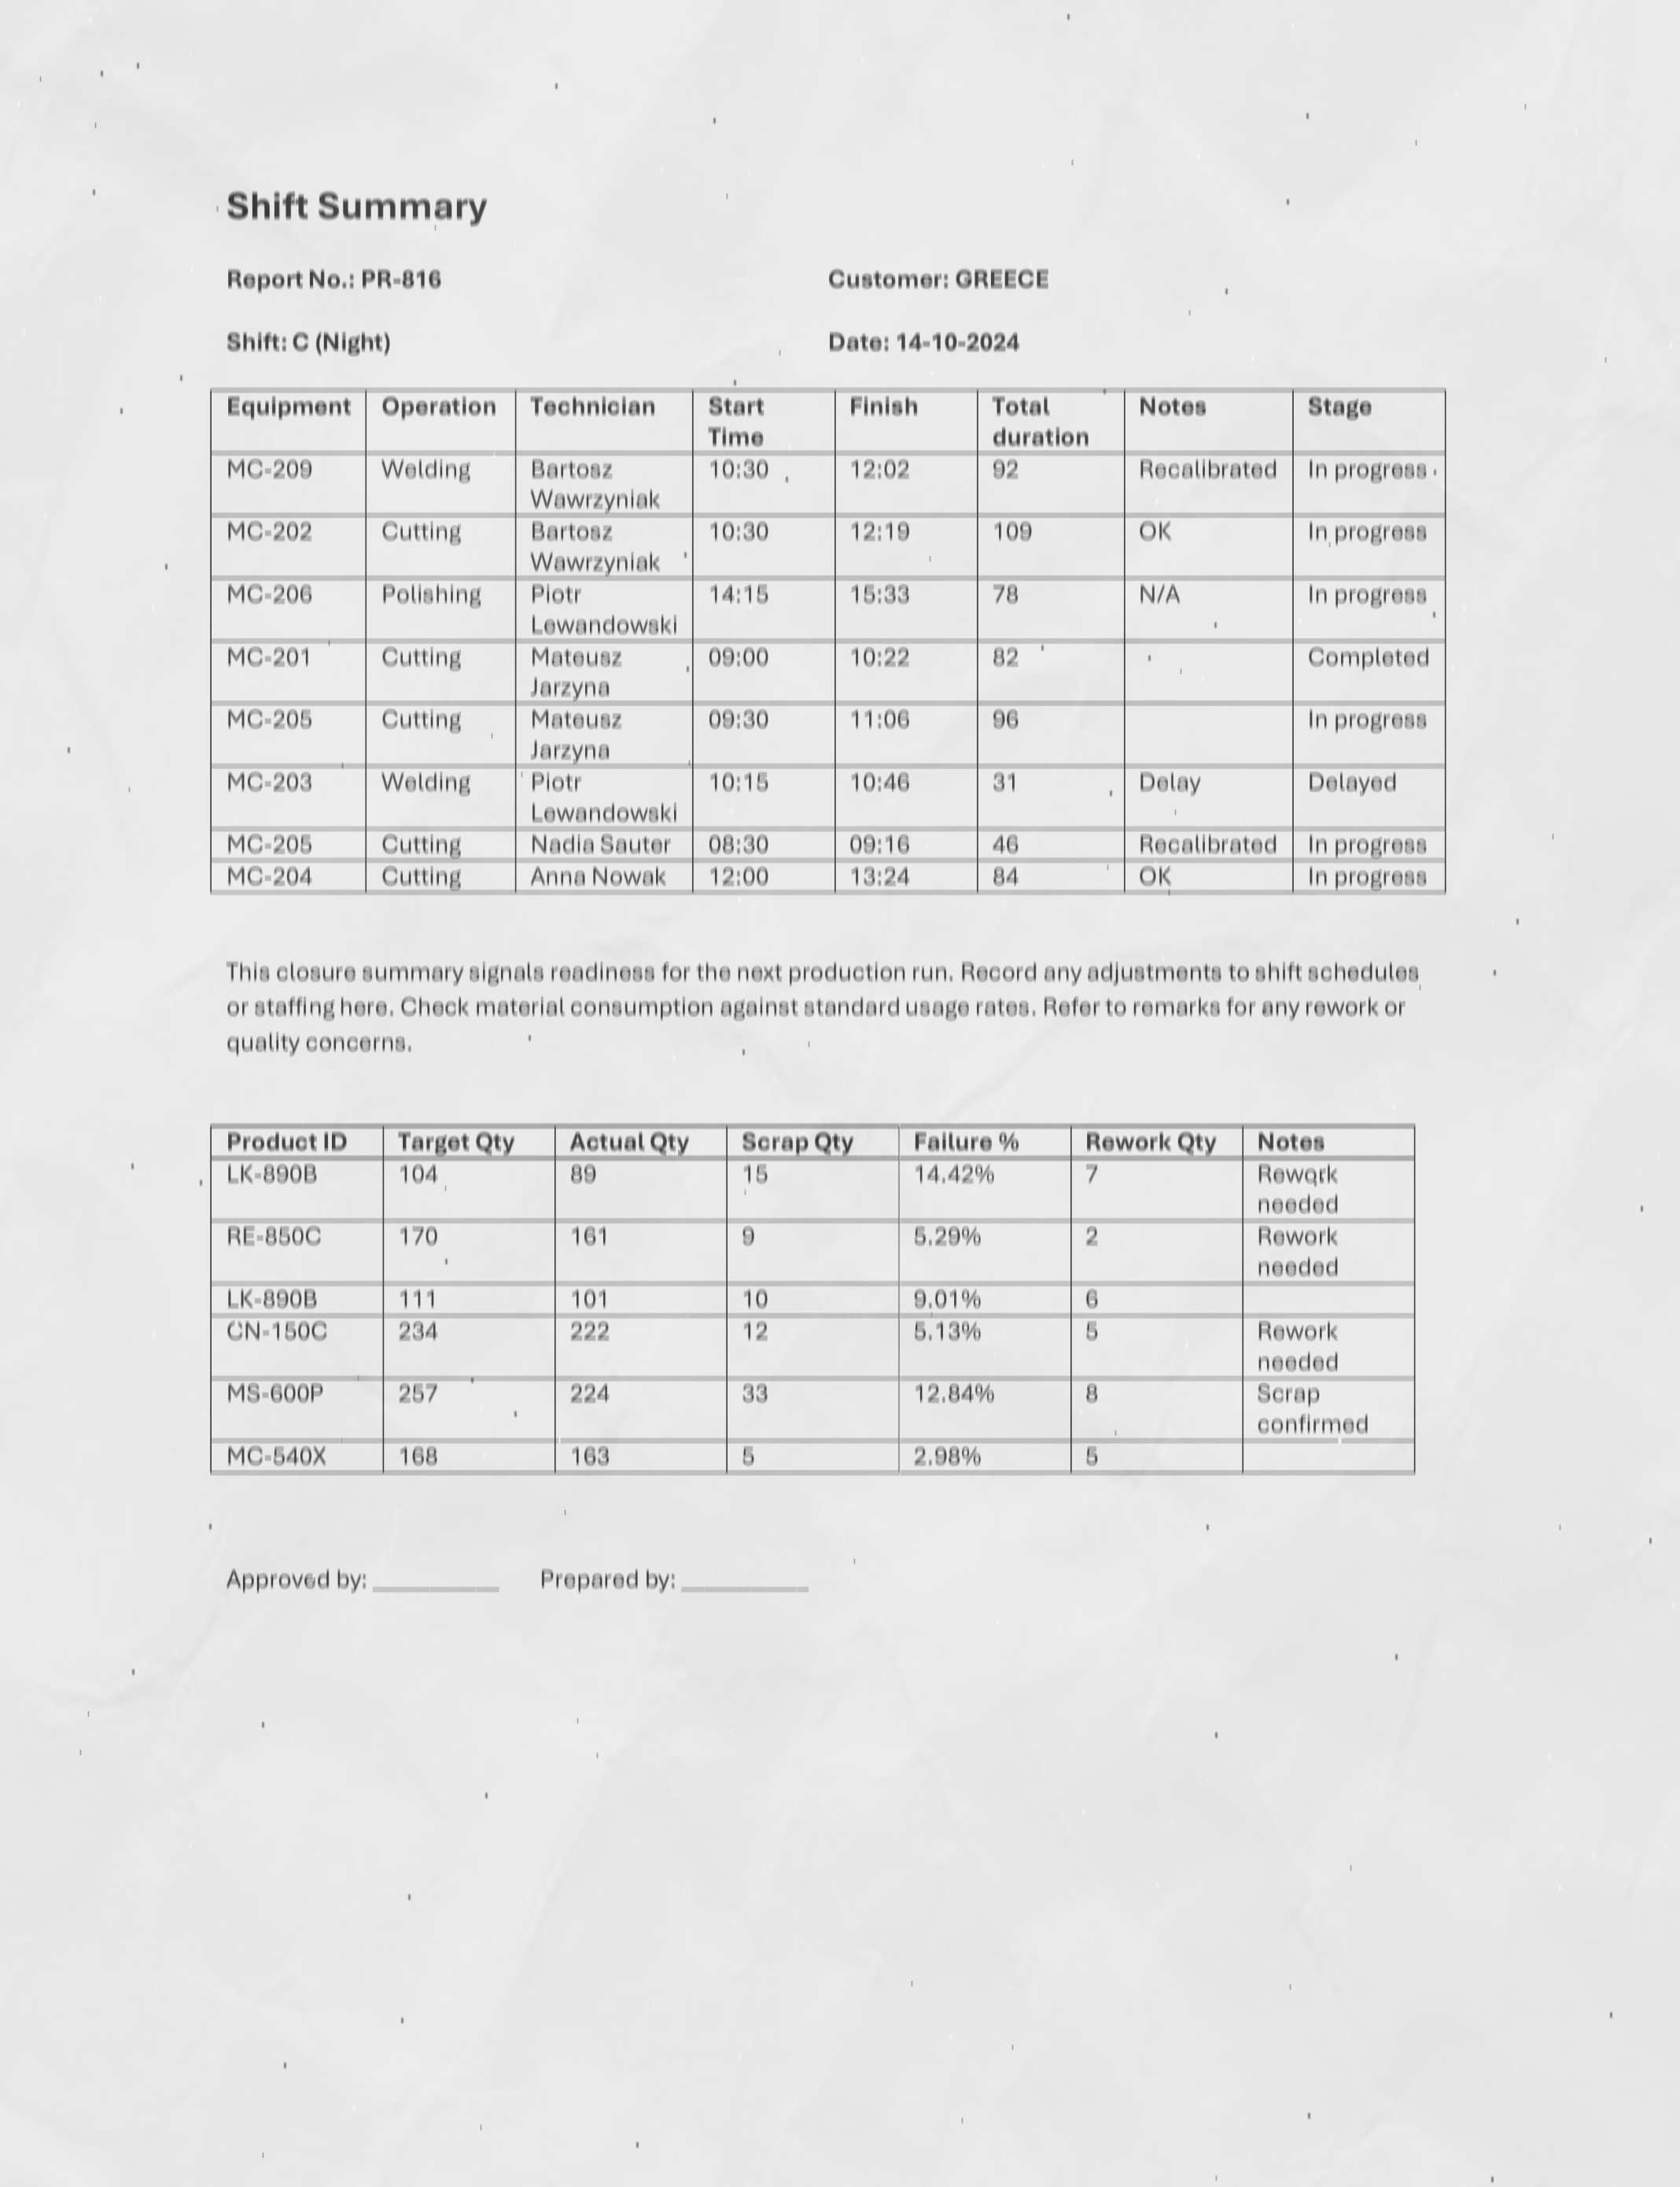 Shift Summary
Report No.: PR-816 Customer: GREECE
Shift: C (Night) Date: 14-10-2024
Equipment Operation Technician Start Time Finish Total duration Notes Stage
MC-209 Welding Bartosz Wawrzyniak 10:30 12:02 92 Recalibrated In progress
MC-202 Cutting Bartosz Wawrzyniak 10:30 12:19 109 OK In progress
MC-206 Polishing Piotr Lewandowski 14:15 15:33 78 N/A In progress
MC-201 Cutting Mateusz Jarzyna 09:00 10:22 82 Completed
MC-205 Cutting Mateusz Jarzyna 09:30 11:06 96 In progress
MC-203 Welding Piotr Lewandowski 10:15 10:46 31 Delay Delayed
MC-205 Cutting Nadia Sauter 08:30 09:16 46 Recalibrated In progress
MC-204 Cutting Anna Nowak 12:00 13:24 84 OK In progress
This closure summary signals readiness for the next production run. Record any adjustments to shift schedules
or staffing here. Check material consumption against standard usage rates. Refer to remarks for any rework or
quality concerns.
Product ID Target Qty Actual Qty Scrap Qty Failure % Rework Qty Notes
LK-890B 104 89 15 14.42% 7 Rework needed
RE-850C 170 161 9 5.29% 2 Rework needed
LK-890B 111 101 10 9.01% 6
CN-150C 234 222 12 5.13% 5 Rework needed
MS-600P 257 224 33 12.84% 8 Scrap confirmed
MC-540X 168 163 5 2.98% 5
Approved by: __________ Prepared by: __________